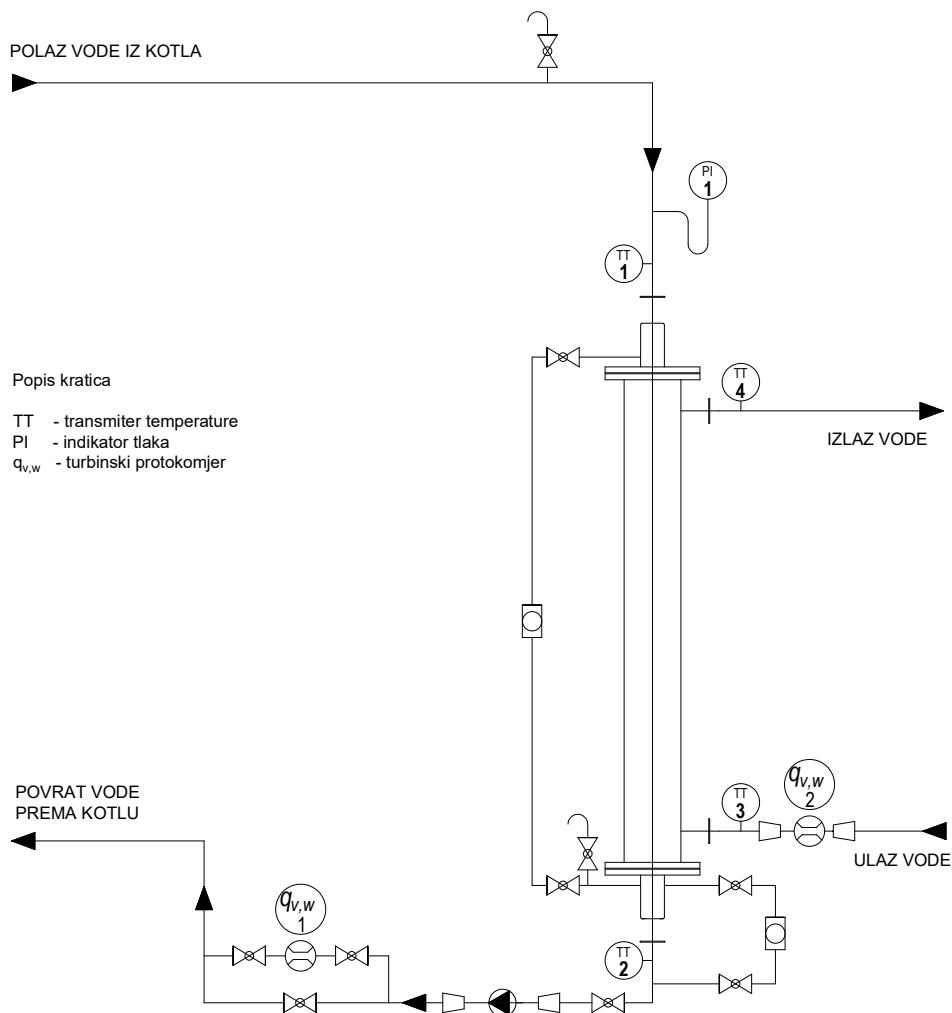 POLAZ VODE IZ KOTLA
PI
1
TT
1
Popis kratica
TT - transmiter temperature
PI - indikator tlaka
qv,w - turbinski protokomjer
TT
4
IZLAZ VODE
POVRAT VODE
PREMA KOTLU
TT
3
qv,w
2
ULAZ VODE
qv,w
1
TT
2